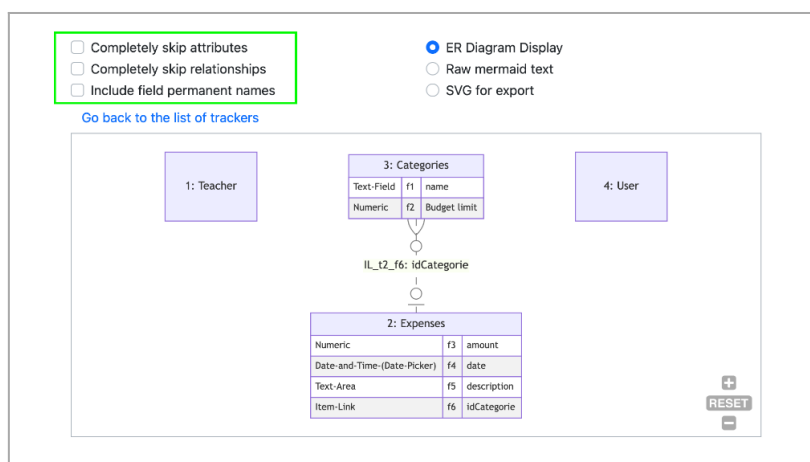 Completely skip attributes
Completely skip relationships
Include field permanent names
ER Diagram Display
Raw mermaid text
SVG for export
Go back to the list of trackers
1: Teacher
3: Categories
Text-Field f1 name
Numeric f2 Budget limit
4: User
IL_t2_f6: idCategorie
2: Expenses
Numeric f3 amount
Date-and-Time-(Date-Picker) f4 date
Text-Area f5 description
Item-Link f6 idCategorie
RESET